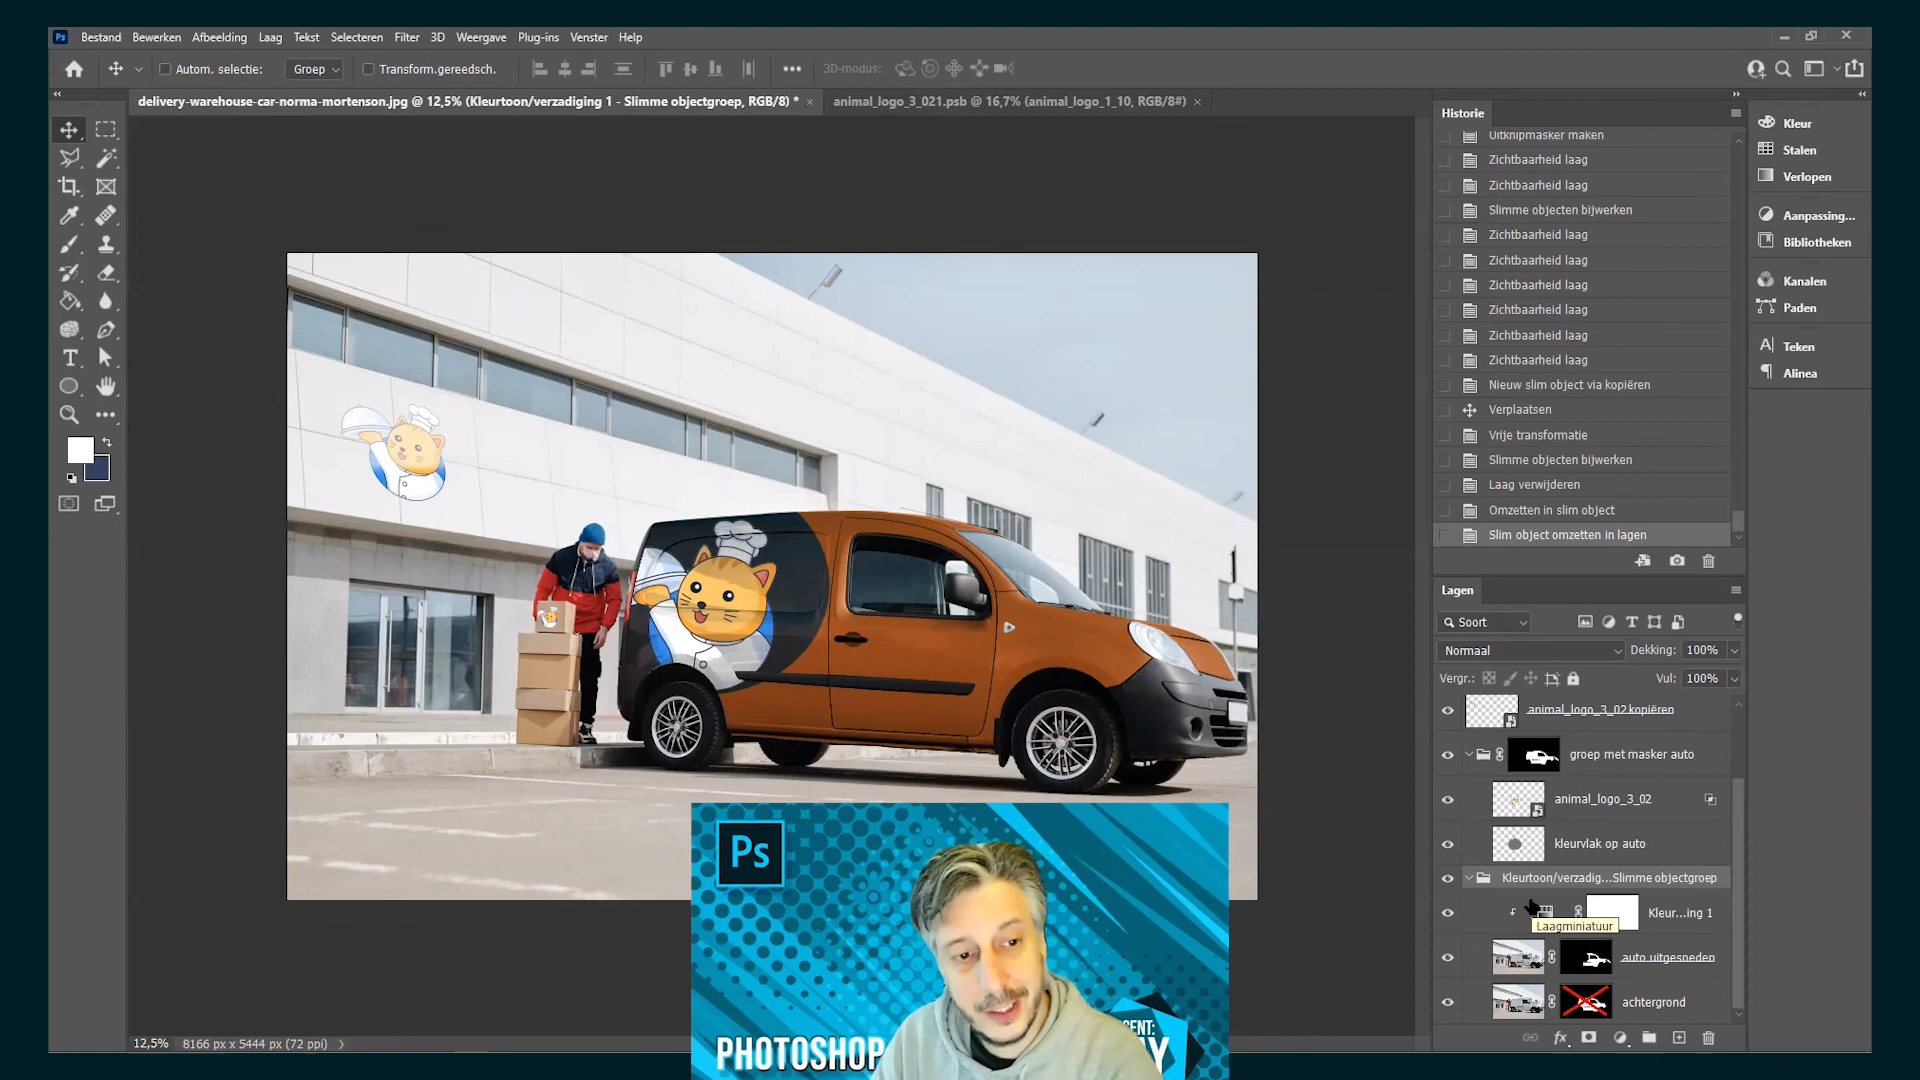 Ps Bestand Bewerken Afbeelding Laag Tekst Selecteren Filter 3D Weergave Plug-ins Venster Help
Autom. selectie: Groep Transform.gereedsch. 3D-modus:
delivery-warehouse-car-norma-mortenson.jpg @ 12,5% (Kleurtoon/verzadiging 1 - Slimme objectgroep, RGB/8) * ×
animal_logo_3_021.psb @ 16,7% (animal_logo_1_10, RGB/8#) ×
Historie
Uitknipmasker maken
Zichtbaarheid laag
Zichtbaarheid laag
Slimme objecten bijwerken
Zichtbaarheid laag
Zichtbaarheid laag
Zichtbaarheid laag
Zichtbaarheid laag
Zichtbaarheid laag
Zichtbaarheid laag
Nieuw slim object via kopiëren
Verplaatsen
Vrije transformatie
Slimme objecten bijwerken
Laag verwijderen
Omzetten in slim object
Slim object omzetten in lagen
Kleur
Stalen
Verlopen
Aanpassing...
Bibliotheken
Kanalen
Paden
Teken
Alinea
Lagen
Soort
Normaal Dekking: 100%
Vergr.: Vul: 100%
animal_logo_3_02 kopiëren
groep met masker auto
animal_logo_3_02
kleurvlak op auto
Kleurtoon/verzadig...Slimme objectgroep
Kleur...ing 1
Laagminiatuur
auto uitgesneden
achtergrond
fx
12,5% 8166 px x 5444 px (72 ppi)
Ps
PHOTOSHOP